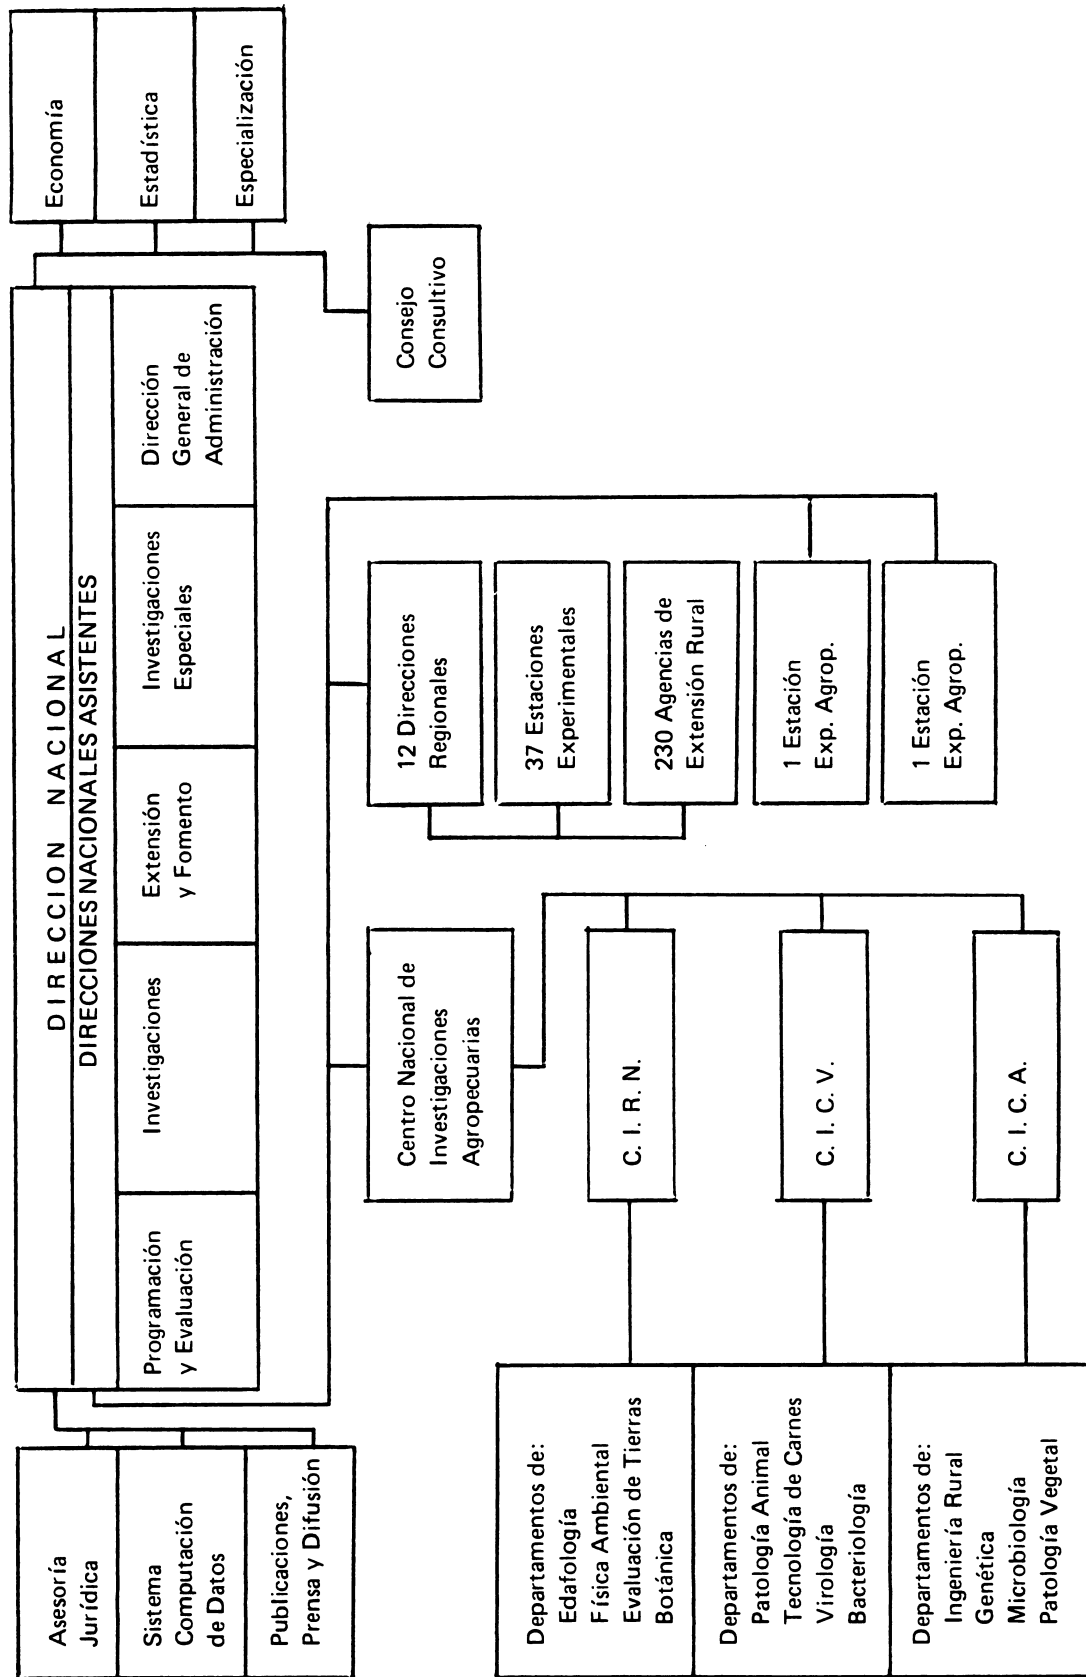 DIRECCION NACIONAL
DIRECCIONES NACIONALES ASISTENTES
Programación
y Evaluación
Investigaciones
Extensión
y Fomento
Investigaciones
Especiales
Dirección
General de
Administración
Asesoría
Jurídica
Sistema
Computación
de Datos
Publicaciones,
Prensa y Difusión
Economía
Estadística
Especialización
Consejo
Consultivo
Centro Nacional de
Investigaciones
Agropecuarias
12 Direcciones
Regionales
37 Estaciones
Experimentales
230 Agencias de
Extensión Rural
1 Estación
Exp. Agrop.
1 Estación
Exp. Agrop.
C. I. R. N.
C. I. C. V.
C. I. C. A.
Departamentos de:
Edafología
Física Ambiental
Evaluación de Tierras
Botánica
Departamentos de:
Patología Animal
Tecnología de Carnes
Virología
Bacteriología
Departamentos de:
Ingeniería Rural
Genética
Microbiología
Patología Vegetal